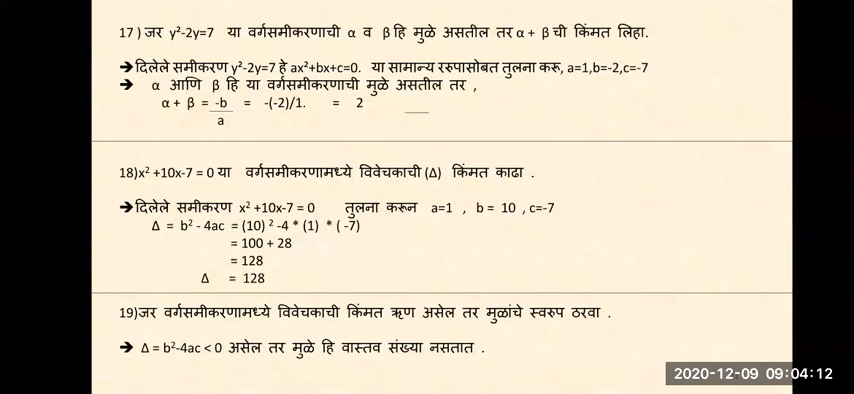 17 ) जर y²-2y=7 या वर्गसमीकरणाची α व β हि मुळे असतील तर α + β ची किंमत लिहा.
➔ दिलेले समीकरण y²-2y=7 हे ax²+bx+c=0. या सामान्य ररुपासोबत तुलना करू, a=1,b=-2,c=-7
➔ α आणि β हि या वर्गसमीकरणाची मुळे असतील तर ,
α + β = -b = -(-2)/1. = 2
a
18)x² +10x-7 = 0 या वर्गसमीकरणामध्ये विवेचकाची (Δ) किंमत काढा .
➔ दिलेले समीकरण x² +10x-7 = 0 तुलना करून a=1 , b = 10 , c=-7
Δ = b² - 4ac = (10) ² -4 * (1) * ( -7)
= 100 + 28
= 128
Δ = 128
19)जर वर्गसमीकरणामध्ये विवेचकाची किंमत ऋण असेल तर मुळांचे स्वरुप ठरवा .
➔ Δ = b²-4ac < 0 असेल तर मुळे हि वास्तव संख्या नसतात .
2020-12-09 09:04:12